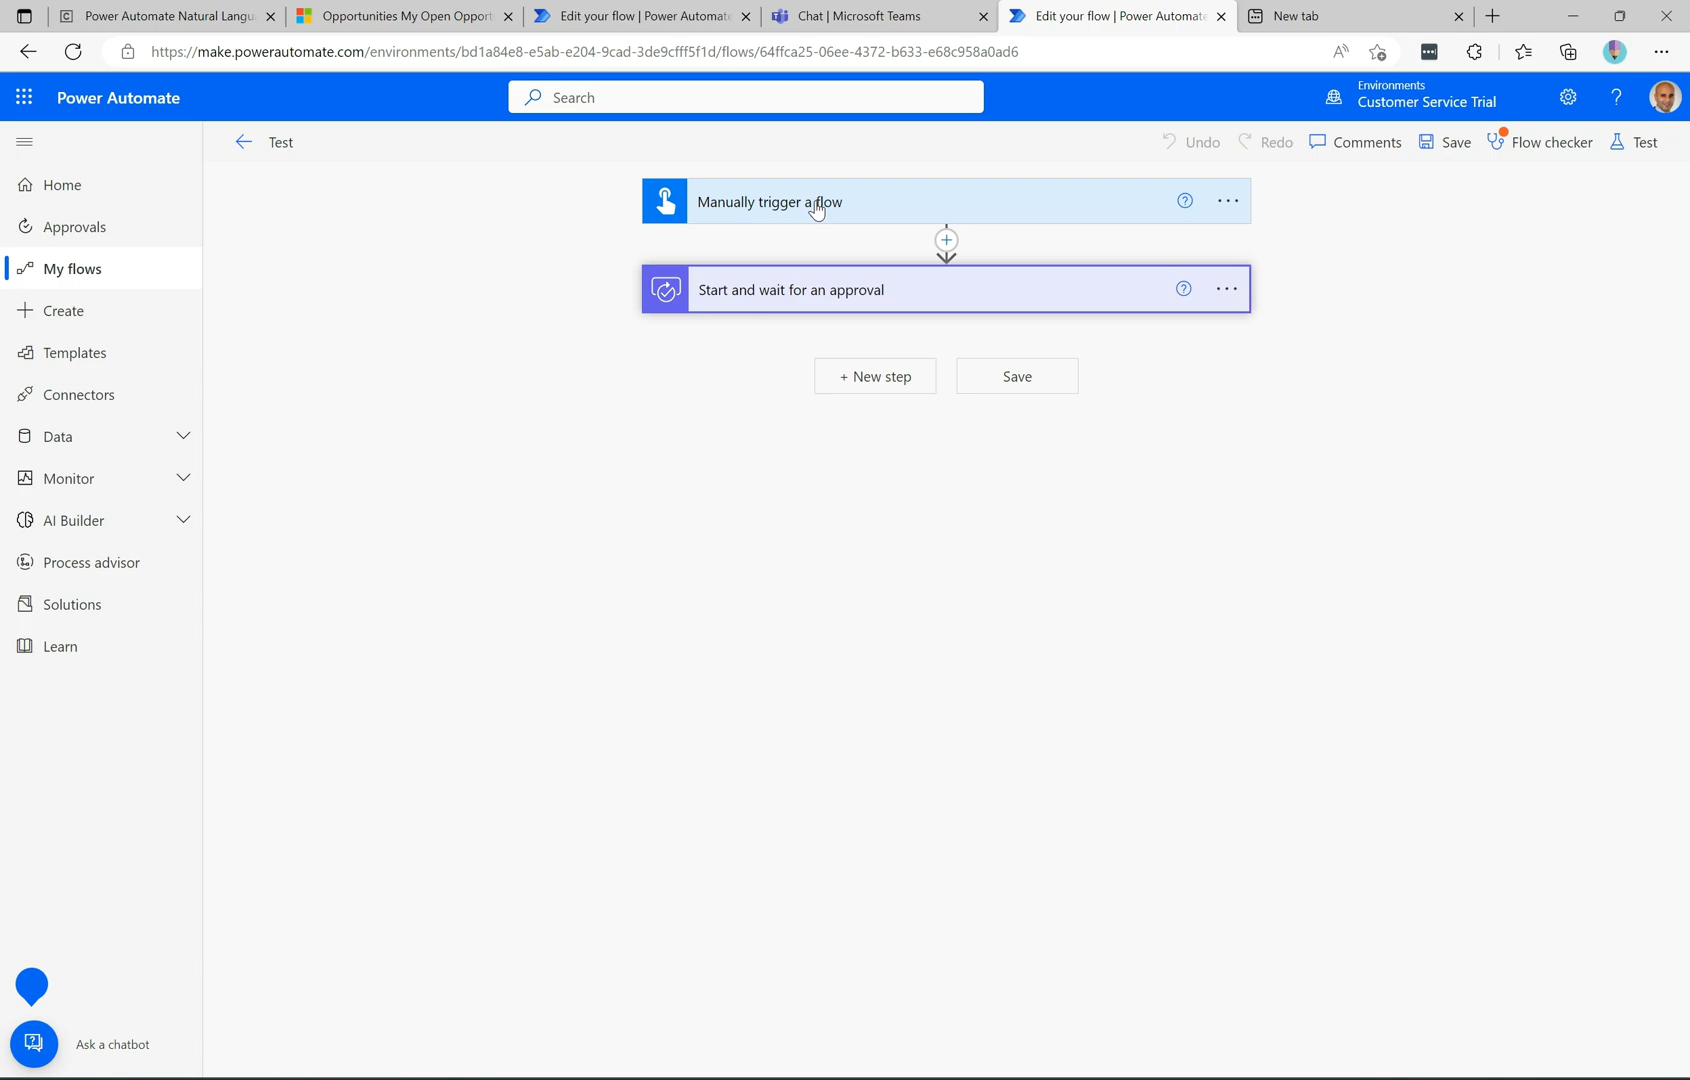 Power Automate Natural Langu
Opportunities My Open Opport
Edit your flow | Power Automate
Chat | Microsoft Teams
Edit your flow | Power Automate
New tab
https://make.powerautomate.com/environments/bd1a84e8-e5ab-e204-9cad-3de9cfff5f1d/flows/64ffca25-06ee-4372-b633-e68c958a0ad6
Power Automate
Search
Environments
Customer Service Trial
Test
Undo
Redo
Comments
Save
Flow checker
Test
Home
Approvals
My flows
Create
Templates
Connectors
Data
Monitor
AI Builder
Process advisor
Solutions
Learn
Manually trigger a flow
Start and wait for an approval
+ New step
Save
Ask a chatbot